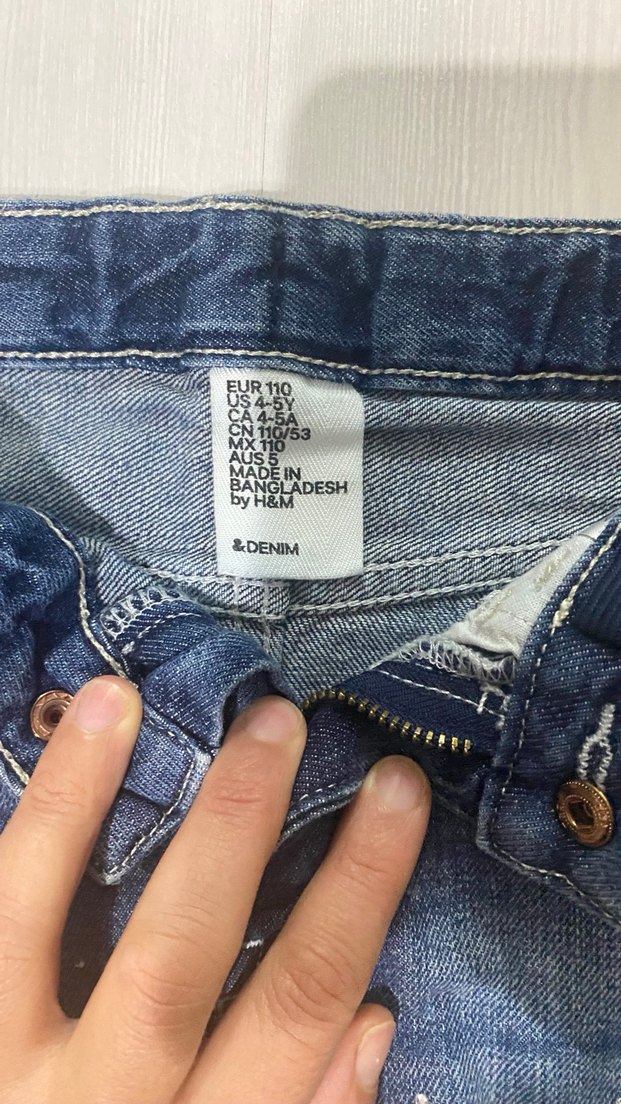 EUR 110
US 4-5Y
CA 4-5A
CN 110/53
MX 110
AUS 5
MADE IN
BANGLADESH
by H&M
&DENIM